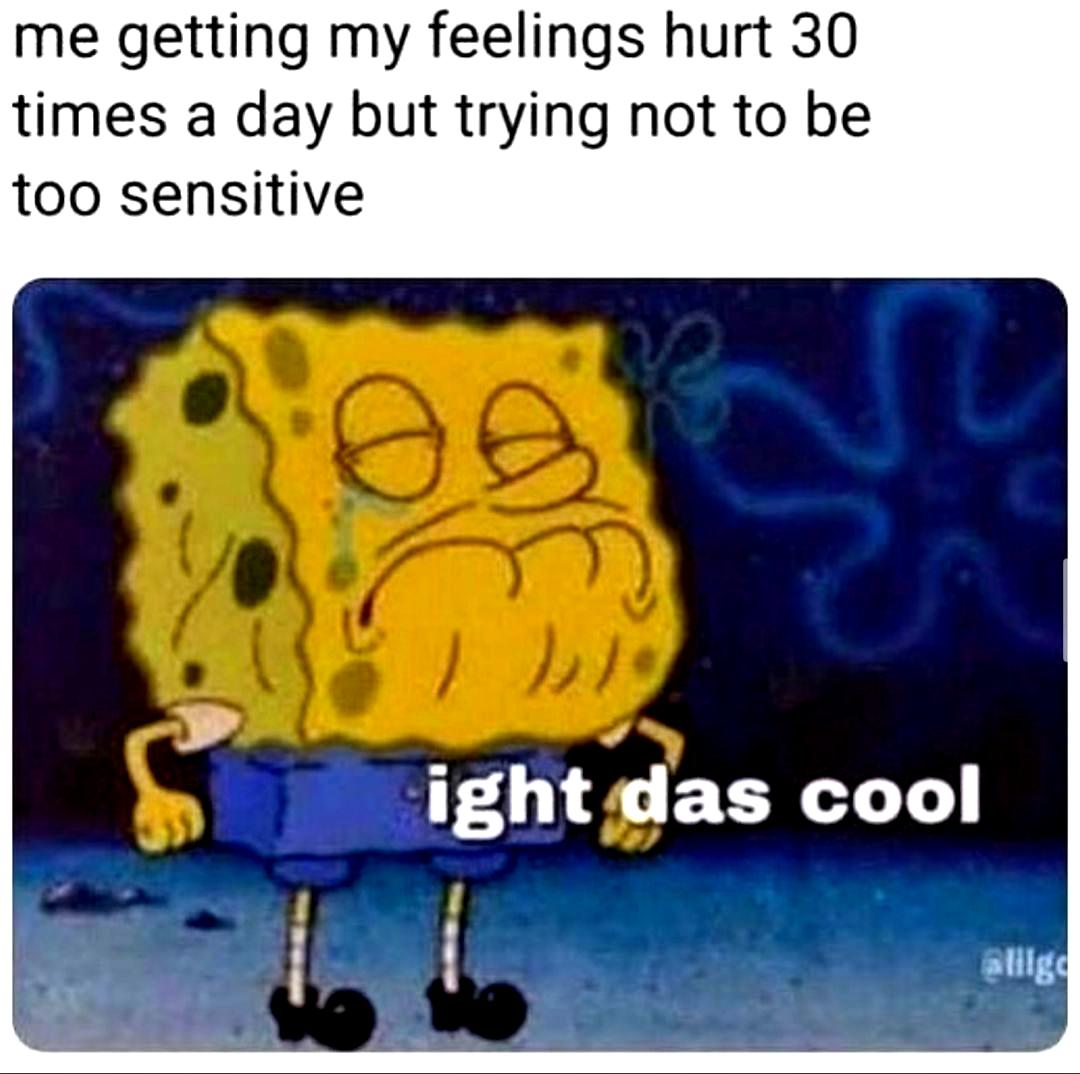 me getting my feelings hurt 30
times a day but trying not to be
too sensitive
ight das cool